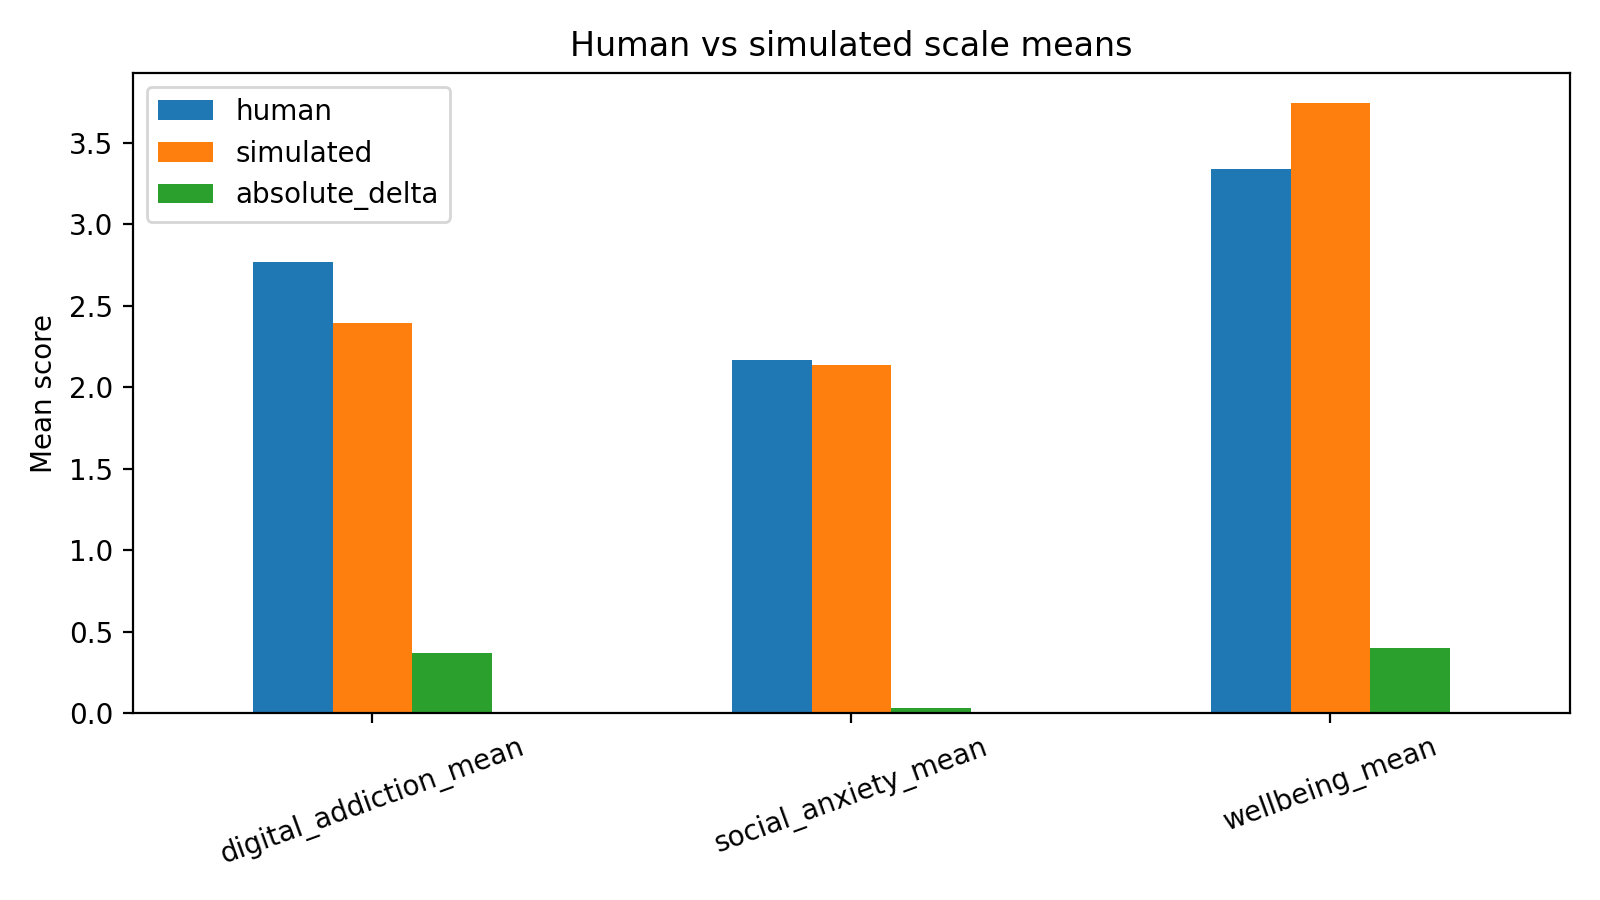 Human vs simulated scale means
human
simulated
absolute_delta
Mean score
3.5
3.0
2.5
2.0
1.5
1.0
0.5
0.0
digital_addiction_mean
social_anxiety_mean
wellbeing_mean